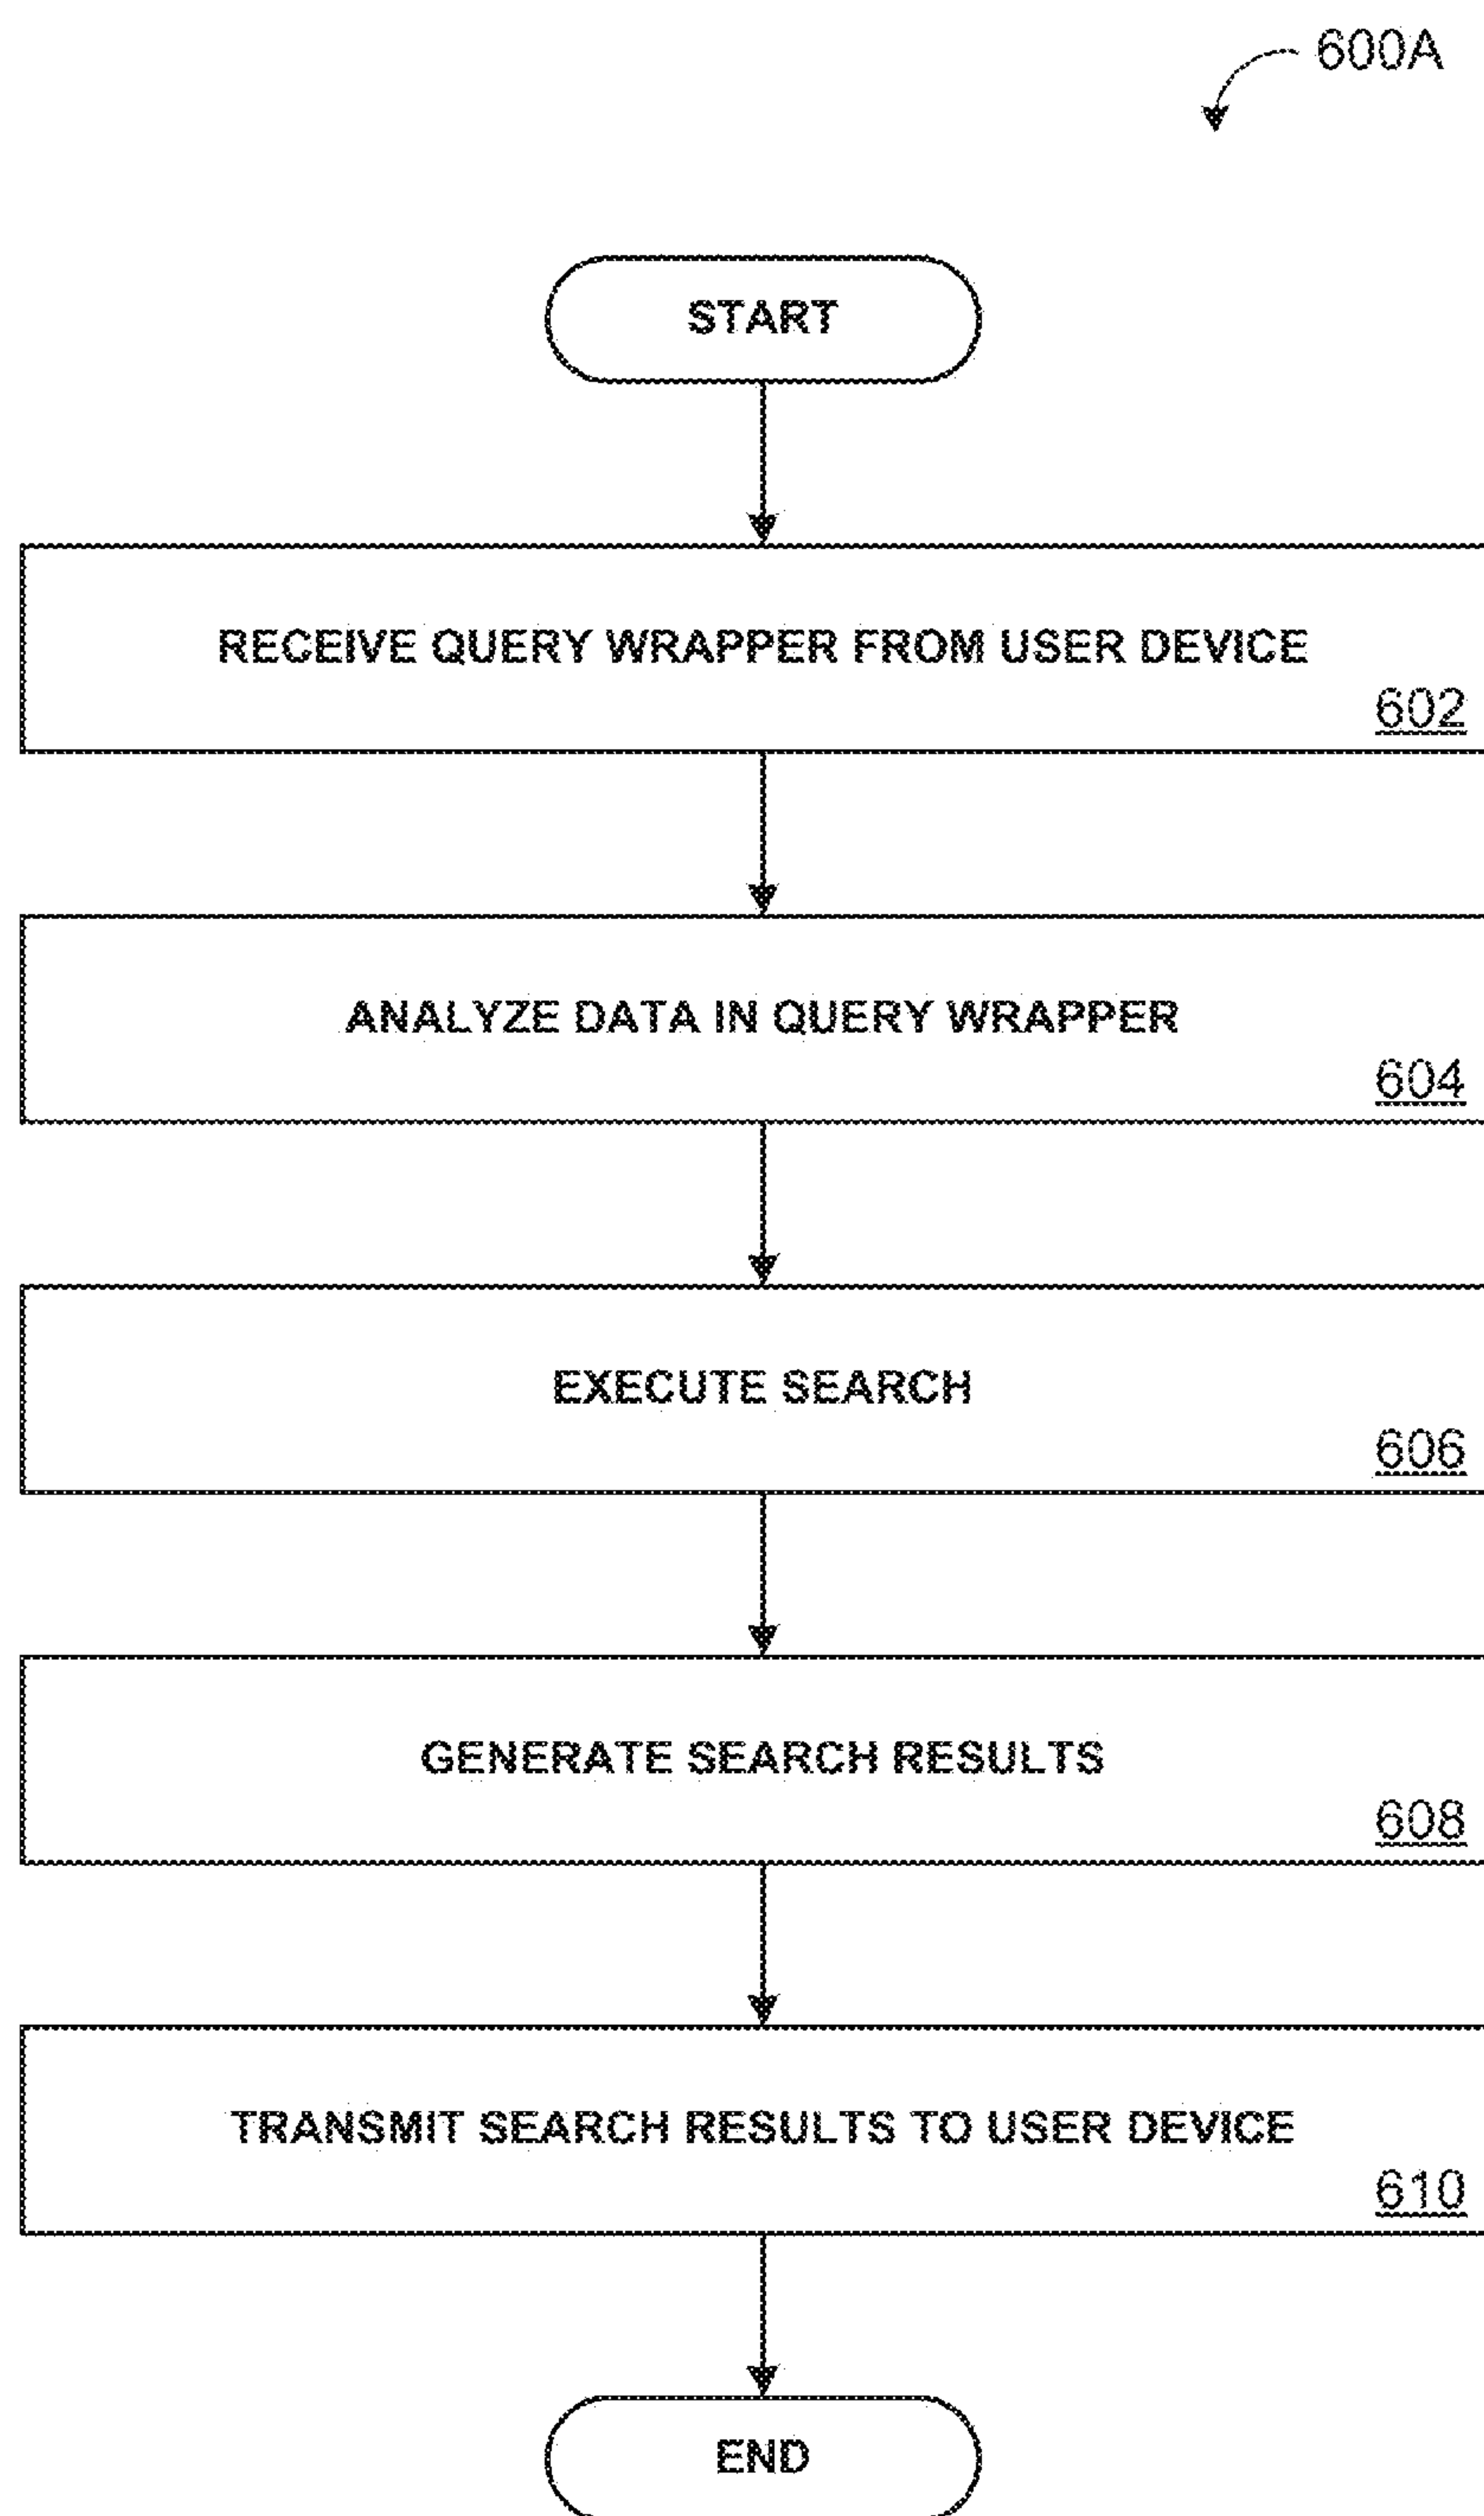 600A
START
RECEIVE QUERY WRAPPER FROM USER DEVICE
602
ANALYZE DATA IN QUERY WRAPPER
604
EXECUTE SEARCH
606
GENERATE SEARCH RESULTS
608
TRANSMIT SEARCH RESULTS TO USER DEVICE
610
END